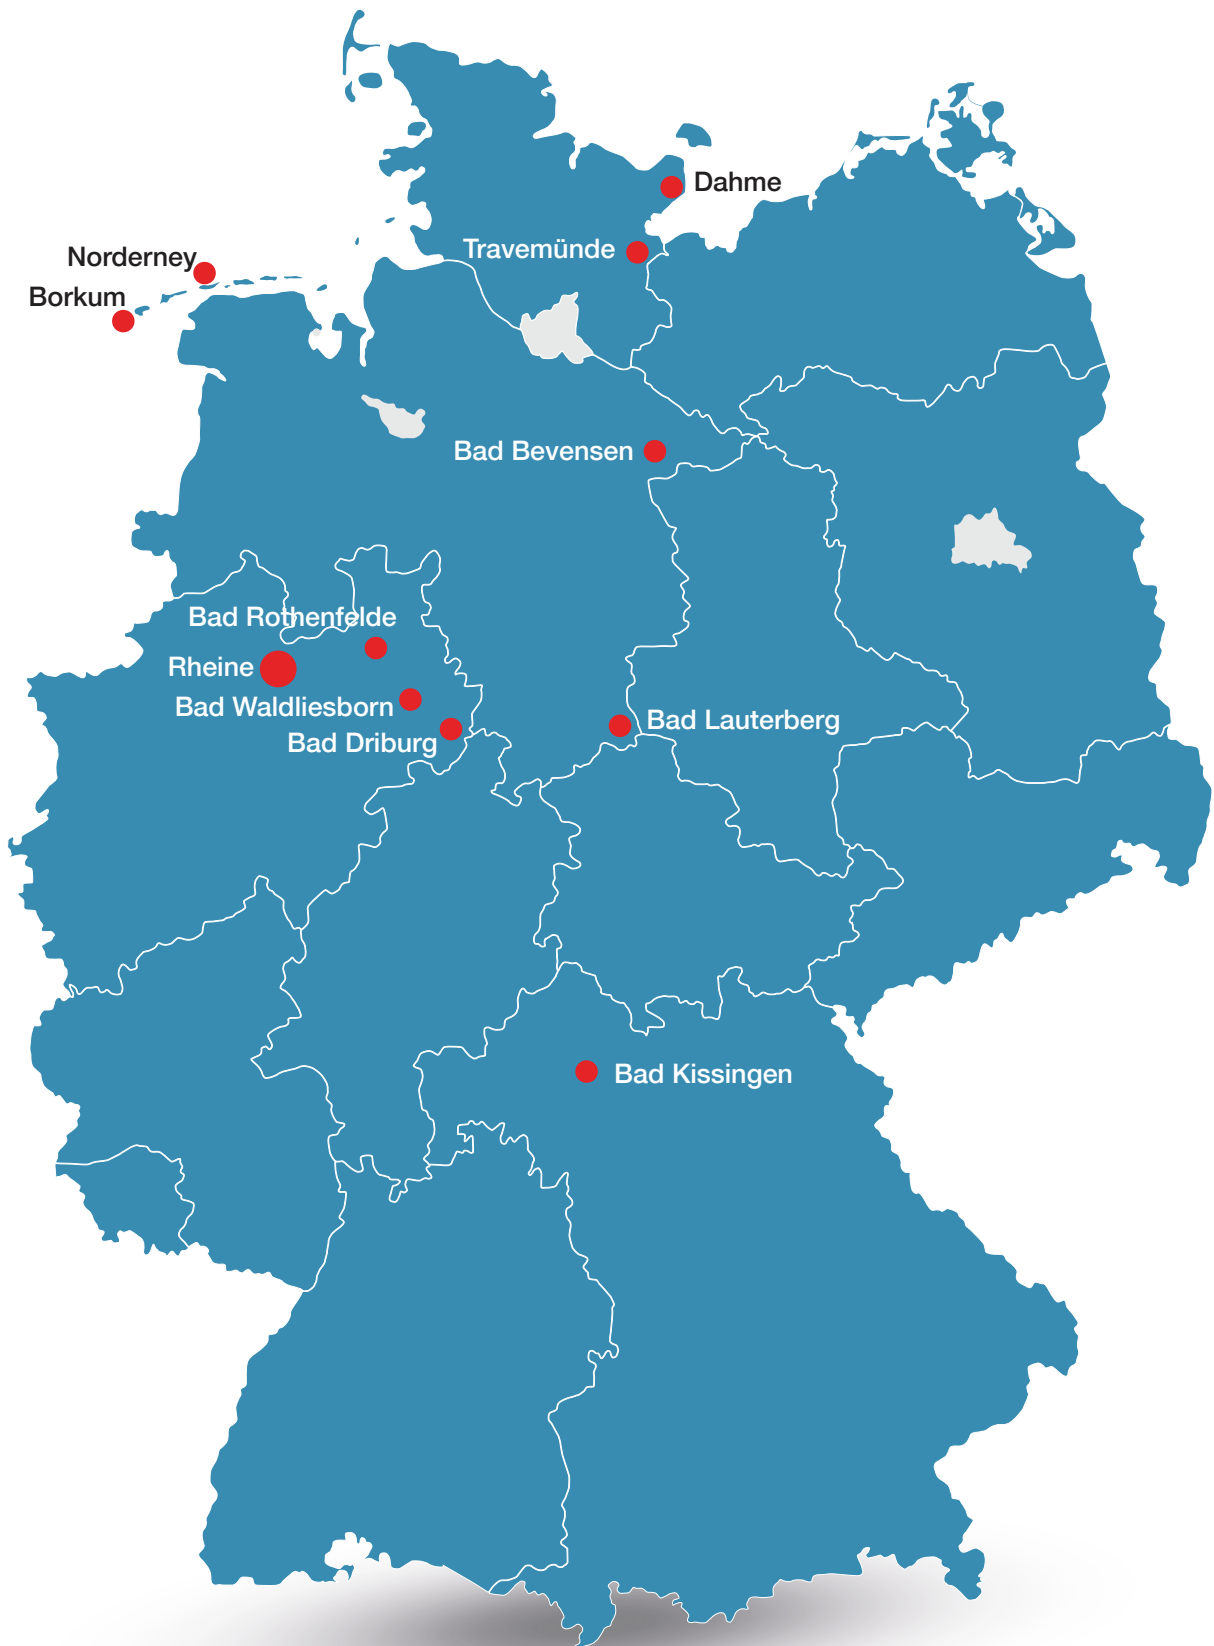 Dahme
Travemünde
Norderney
Borkum
Bad Bevensen
Bad Rothenfelde
Rheine
Bad Waldliesborn
Bad Driburg
Bad Lauterberg
Bad Kissingen